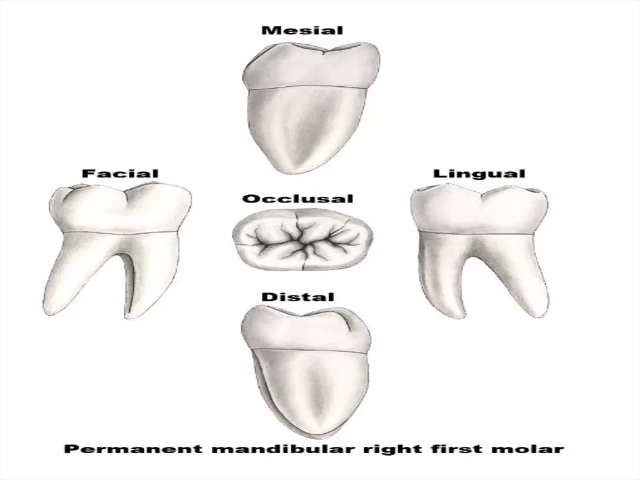 Mesial
Facial
Lingual
Occlusal
Distal
Permanent mandibular right first molar